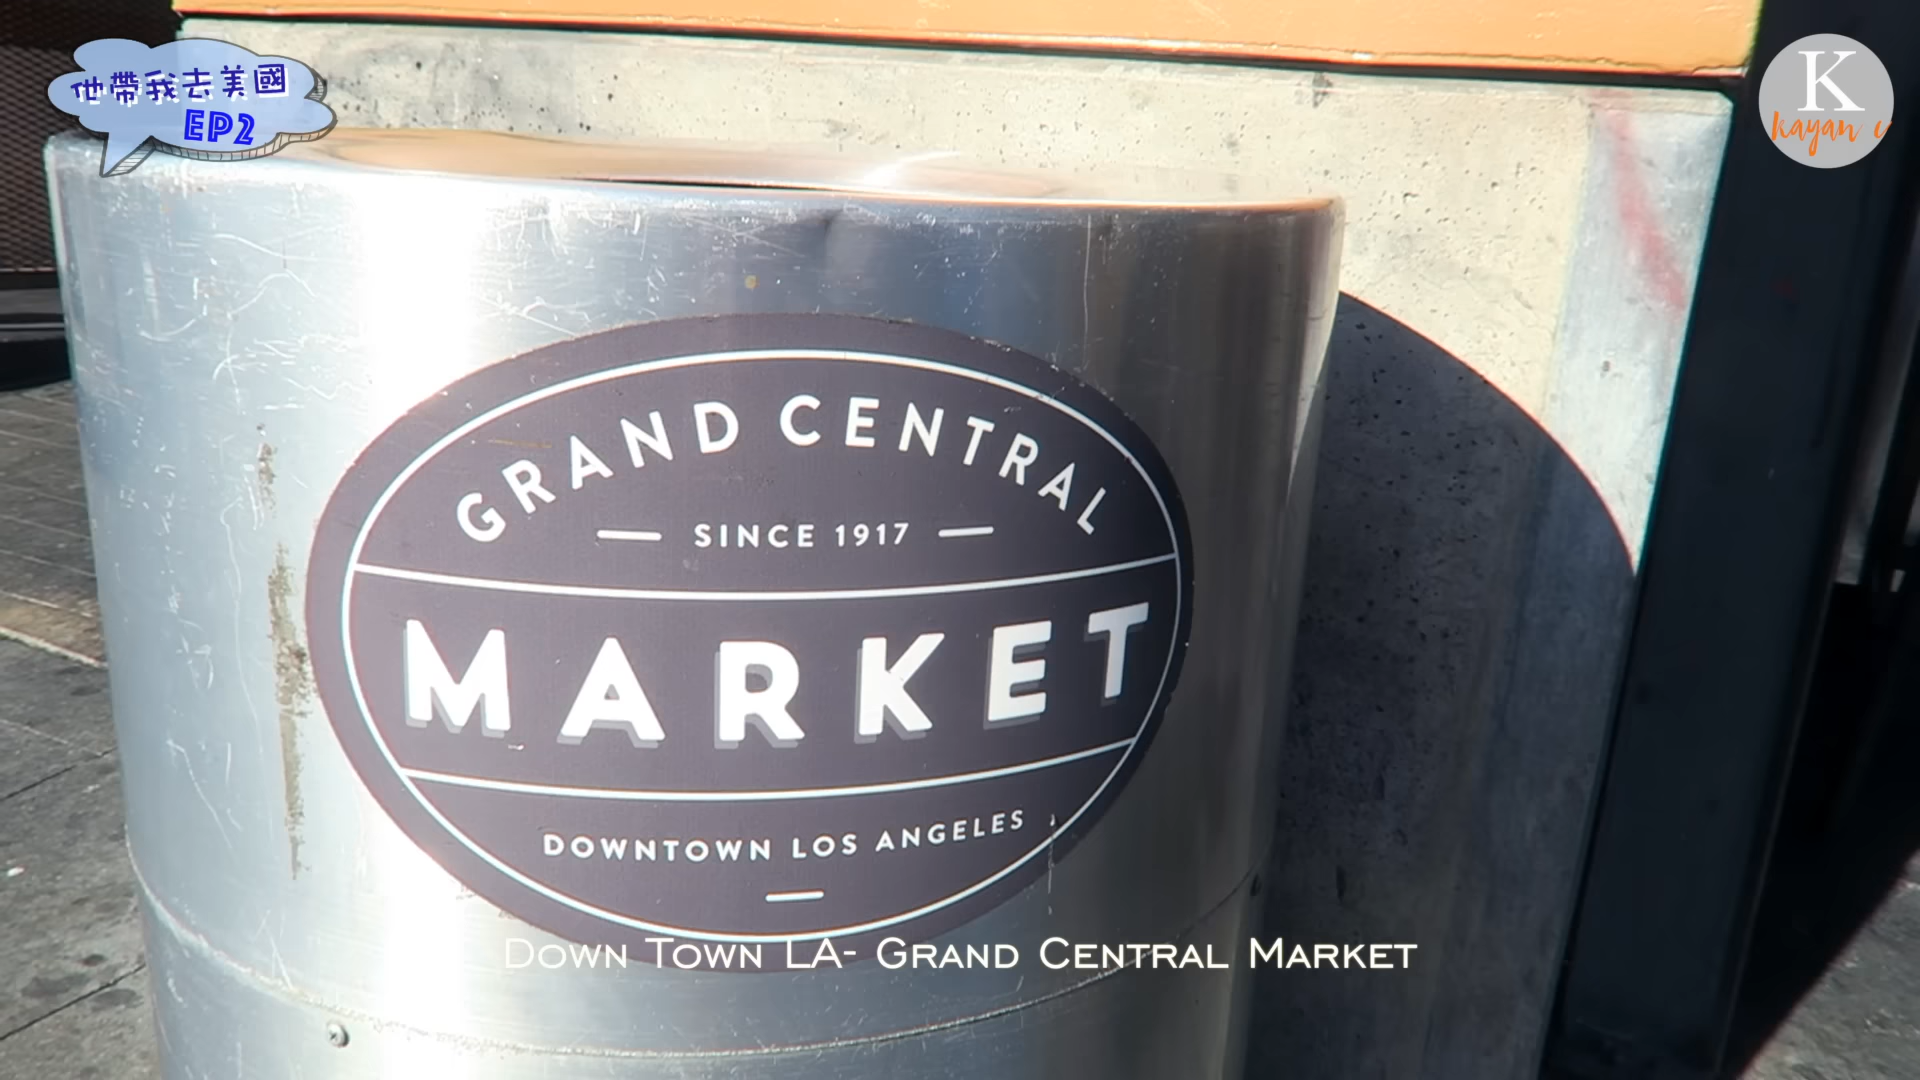 他帶我去美國
EP2
K
kayan c
GRAND CENTRAL
SINCE 1917
MARKET
DOWNTOWN LOS ANGELES
DOWN TOWN LA- GRAND CENTRAL MARKET